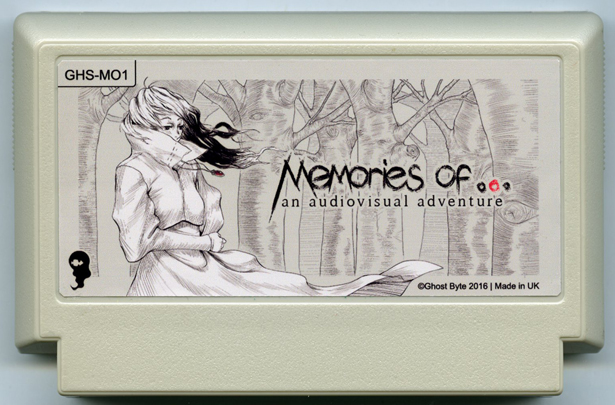 GHS-MO1
Memories of...
an audiovisual adventure
©Ghost Byte 2016 | Made in UK